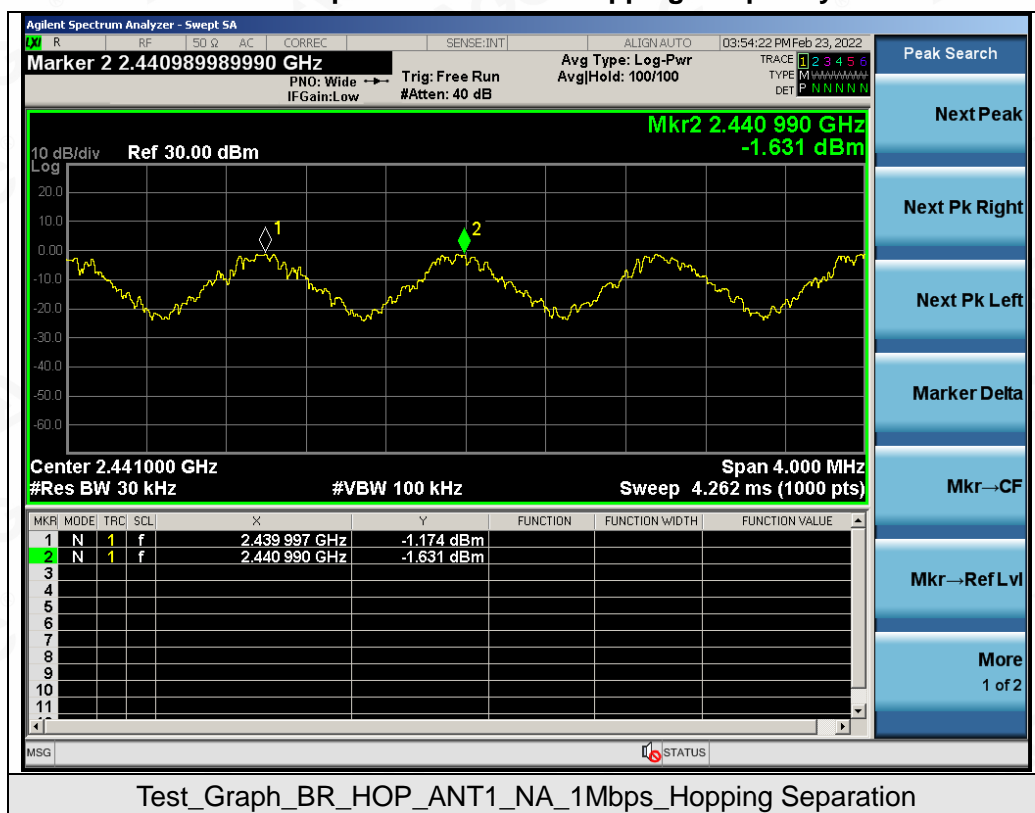 Agilent Spectrum Analyzer - Swept SA
LXI R RF 50 Ω AC CORREC SENSE:INT ALIGN AUTO 03:54:22 PM Feb 23, 2022
Marker 2 2.440989989990 GHz
PNO: Wide
IFGain:Low
Trig: Free Run
#Atten: 40 dB
Avg Type: Log-Pwr
Avg|Hold: 100/100
TRACE 1 2 3 4 5 6
TYPE M
DET P N N N N N
Peak Search
Next Peak
Next Pk Right
Next Pk Left
Marker Delta
Mkr→CF
Mkr→Ref Lvl
More
1 of 2
Mkr2 2.440 990 GHz
-1.631 dBm
10 dB/div Ref 30.00 dBm
Log
20.0
10.0
0.00
-10.0
-20.0
-30.0
-40.0
-50.0
-60.0
1
2
Center 2.441000 GHz Span 4.000 MHz
#Res BW 30 kHz #VBW 100 kHz Sweep 4.262 ms (1000 pts)
MKR MODE TRC SCL X Y FUNCTION FUNCTION WIDTH FUNCTION VALUE
1 N 1 f 2.439 997 GHz -1.174 dBm
2 N 1 f 2.440 990 GHz -1.631 dBm
3
4
5
6
7
8
9
10
11
MSG STATUS
Test_Graph_BR_HOP_ANT1_NA_1Mbps_Hopping Separation